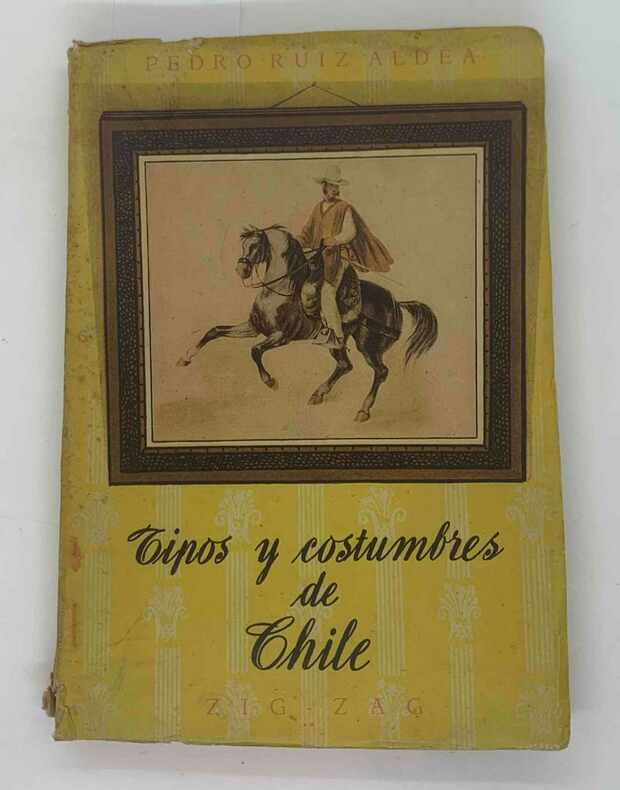 PEDRO RUIZ ALDEA
Tipos y costumbres
de
Chile
ZIG-ZAG